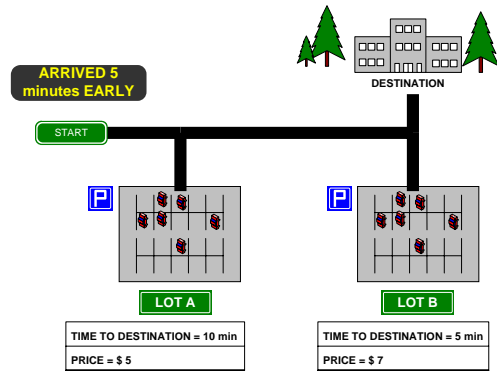 ARRIVED 5
minutes EARLY
DESTINATION
START
P
P
LOT A
LOT B
TIME TO DESTINATION = 10 min
PRICE = $ 5
TIME TO DESTINATION = 5 min
PRICE = $ 7